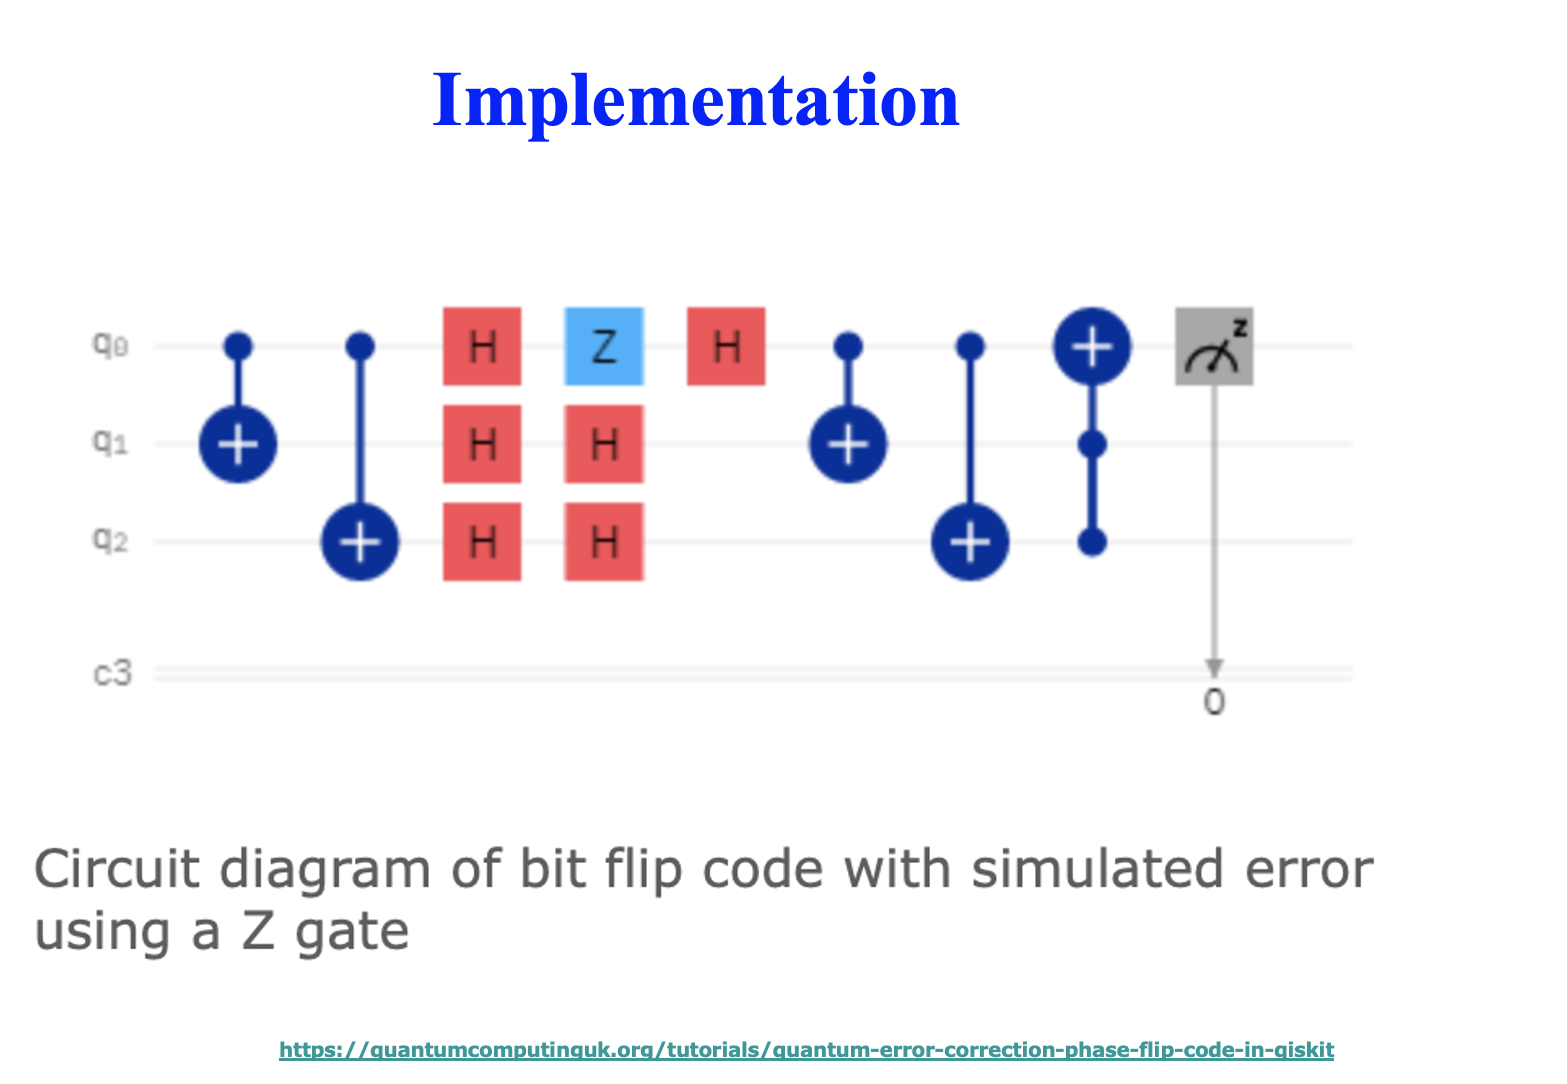 Implementation
q0 H Z H z
q1 H H
q2 H H
c3
0
Circuit diagram of bit flip code with simulated error
using a Z gate
https://quantumcomputinguk.org/tutorials/quantum-error-correction-phase-flip-code-in-qiskit